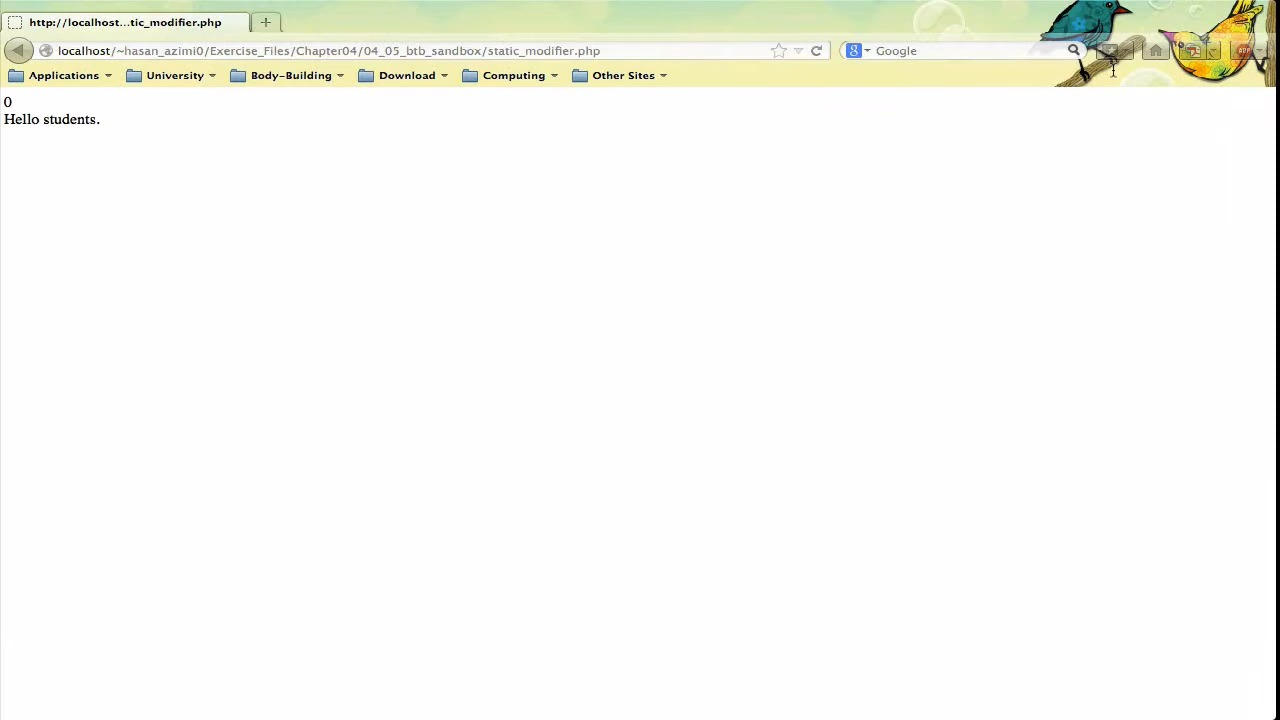 http://localhost...tic_modifier.php
localhost/~hasan_azimi0/Exercise_Files/Chapter04/04_05_btb_sandbox/static_modifier.php
Google
Applications University Body-Building Download Computing Other Sites
0
Hello students.